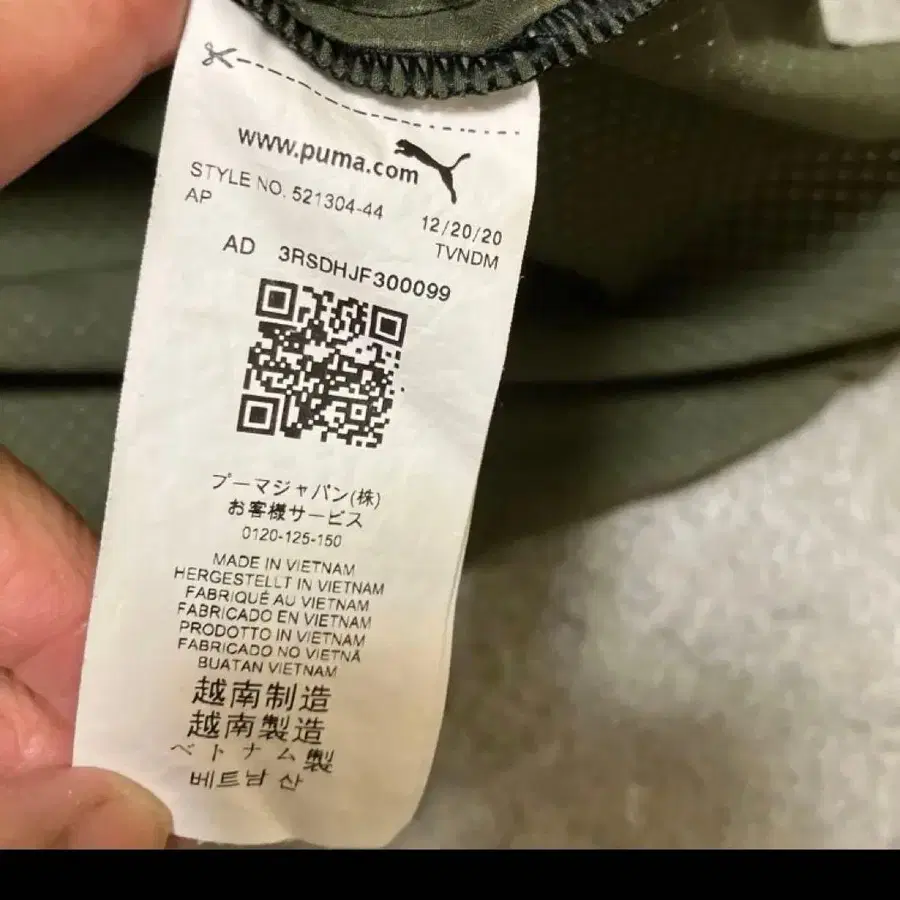 www.puma.com
STYLE NO. 521304-44
AP
12/20/20
TVNDM
AD 3RSDHJF300099
プーマジャパン(株)
お客様サービス
0120-125-150
MADE IN VIETNAM
HERGESTELLT IN VIETNAM
FABRIQUÉ AU VIETNAM
FABRICADO EN VIETNAM
PRODOTTO IN VIETNAM
FABRICADO NO VIETNÃ
BUATAN VIETNAM
越南制造
越南製造
ベトナム製
베트남 산